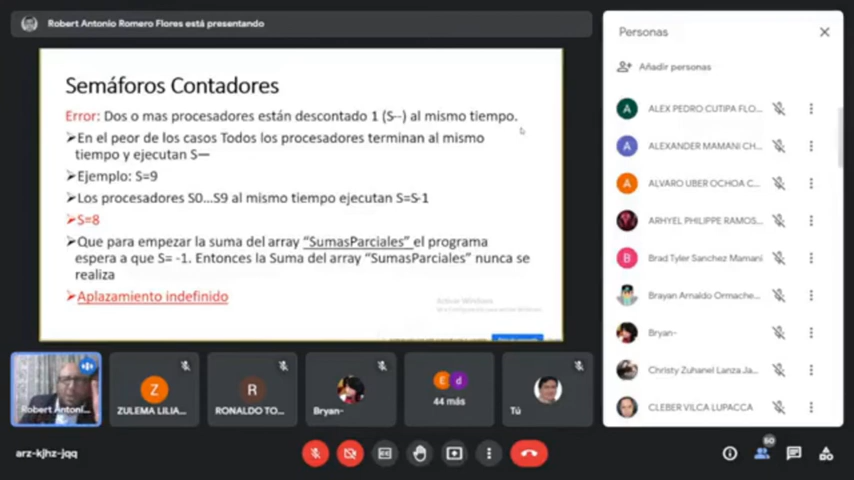 Robert Antonio Romero Flores está presentando
Semáforos Contadores
Error: Dos o mas procesadores están descontado 1 (S--) al mismo tiempo.
➤En el peor de los casos Todos los procesadores terminan al mismo
tiempo y ejecutan S—
➤Ejemplo: S=9
➤Los procesadores S0...S9 al mismo tiempo ejecutan S=S-1
➤S=8
➤Que para empezar la suma del array “SumasParciales” el programa
espera a que S= -1. Entonces la Suma del array “SumasParciales” nunca se
realiza
➤Aplazamiento indefinido
Activar Windows
Robert Antoni...
Z
ZULEMA LILIA...
R
RONALDO TO...
Bryan-
E d
44 más
Tú
arz-kjhz-jqq
Personas
Añadir personas
A ALEX PEDRO CUTIPA FLO...
A ALEXANDER MAMANI CH...
A ALVARO UBER OCHOA C...
ARHYEL PHILIPPE RAMOS...
B Brad Tyler Sanchez Mamani
Brayan Arnaldo Ormache...
Bryan-
Christy Zuhanel Lanza Ja...
CLEBER VILCA LUPACCA
50